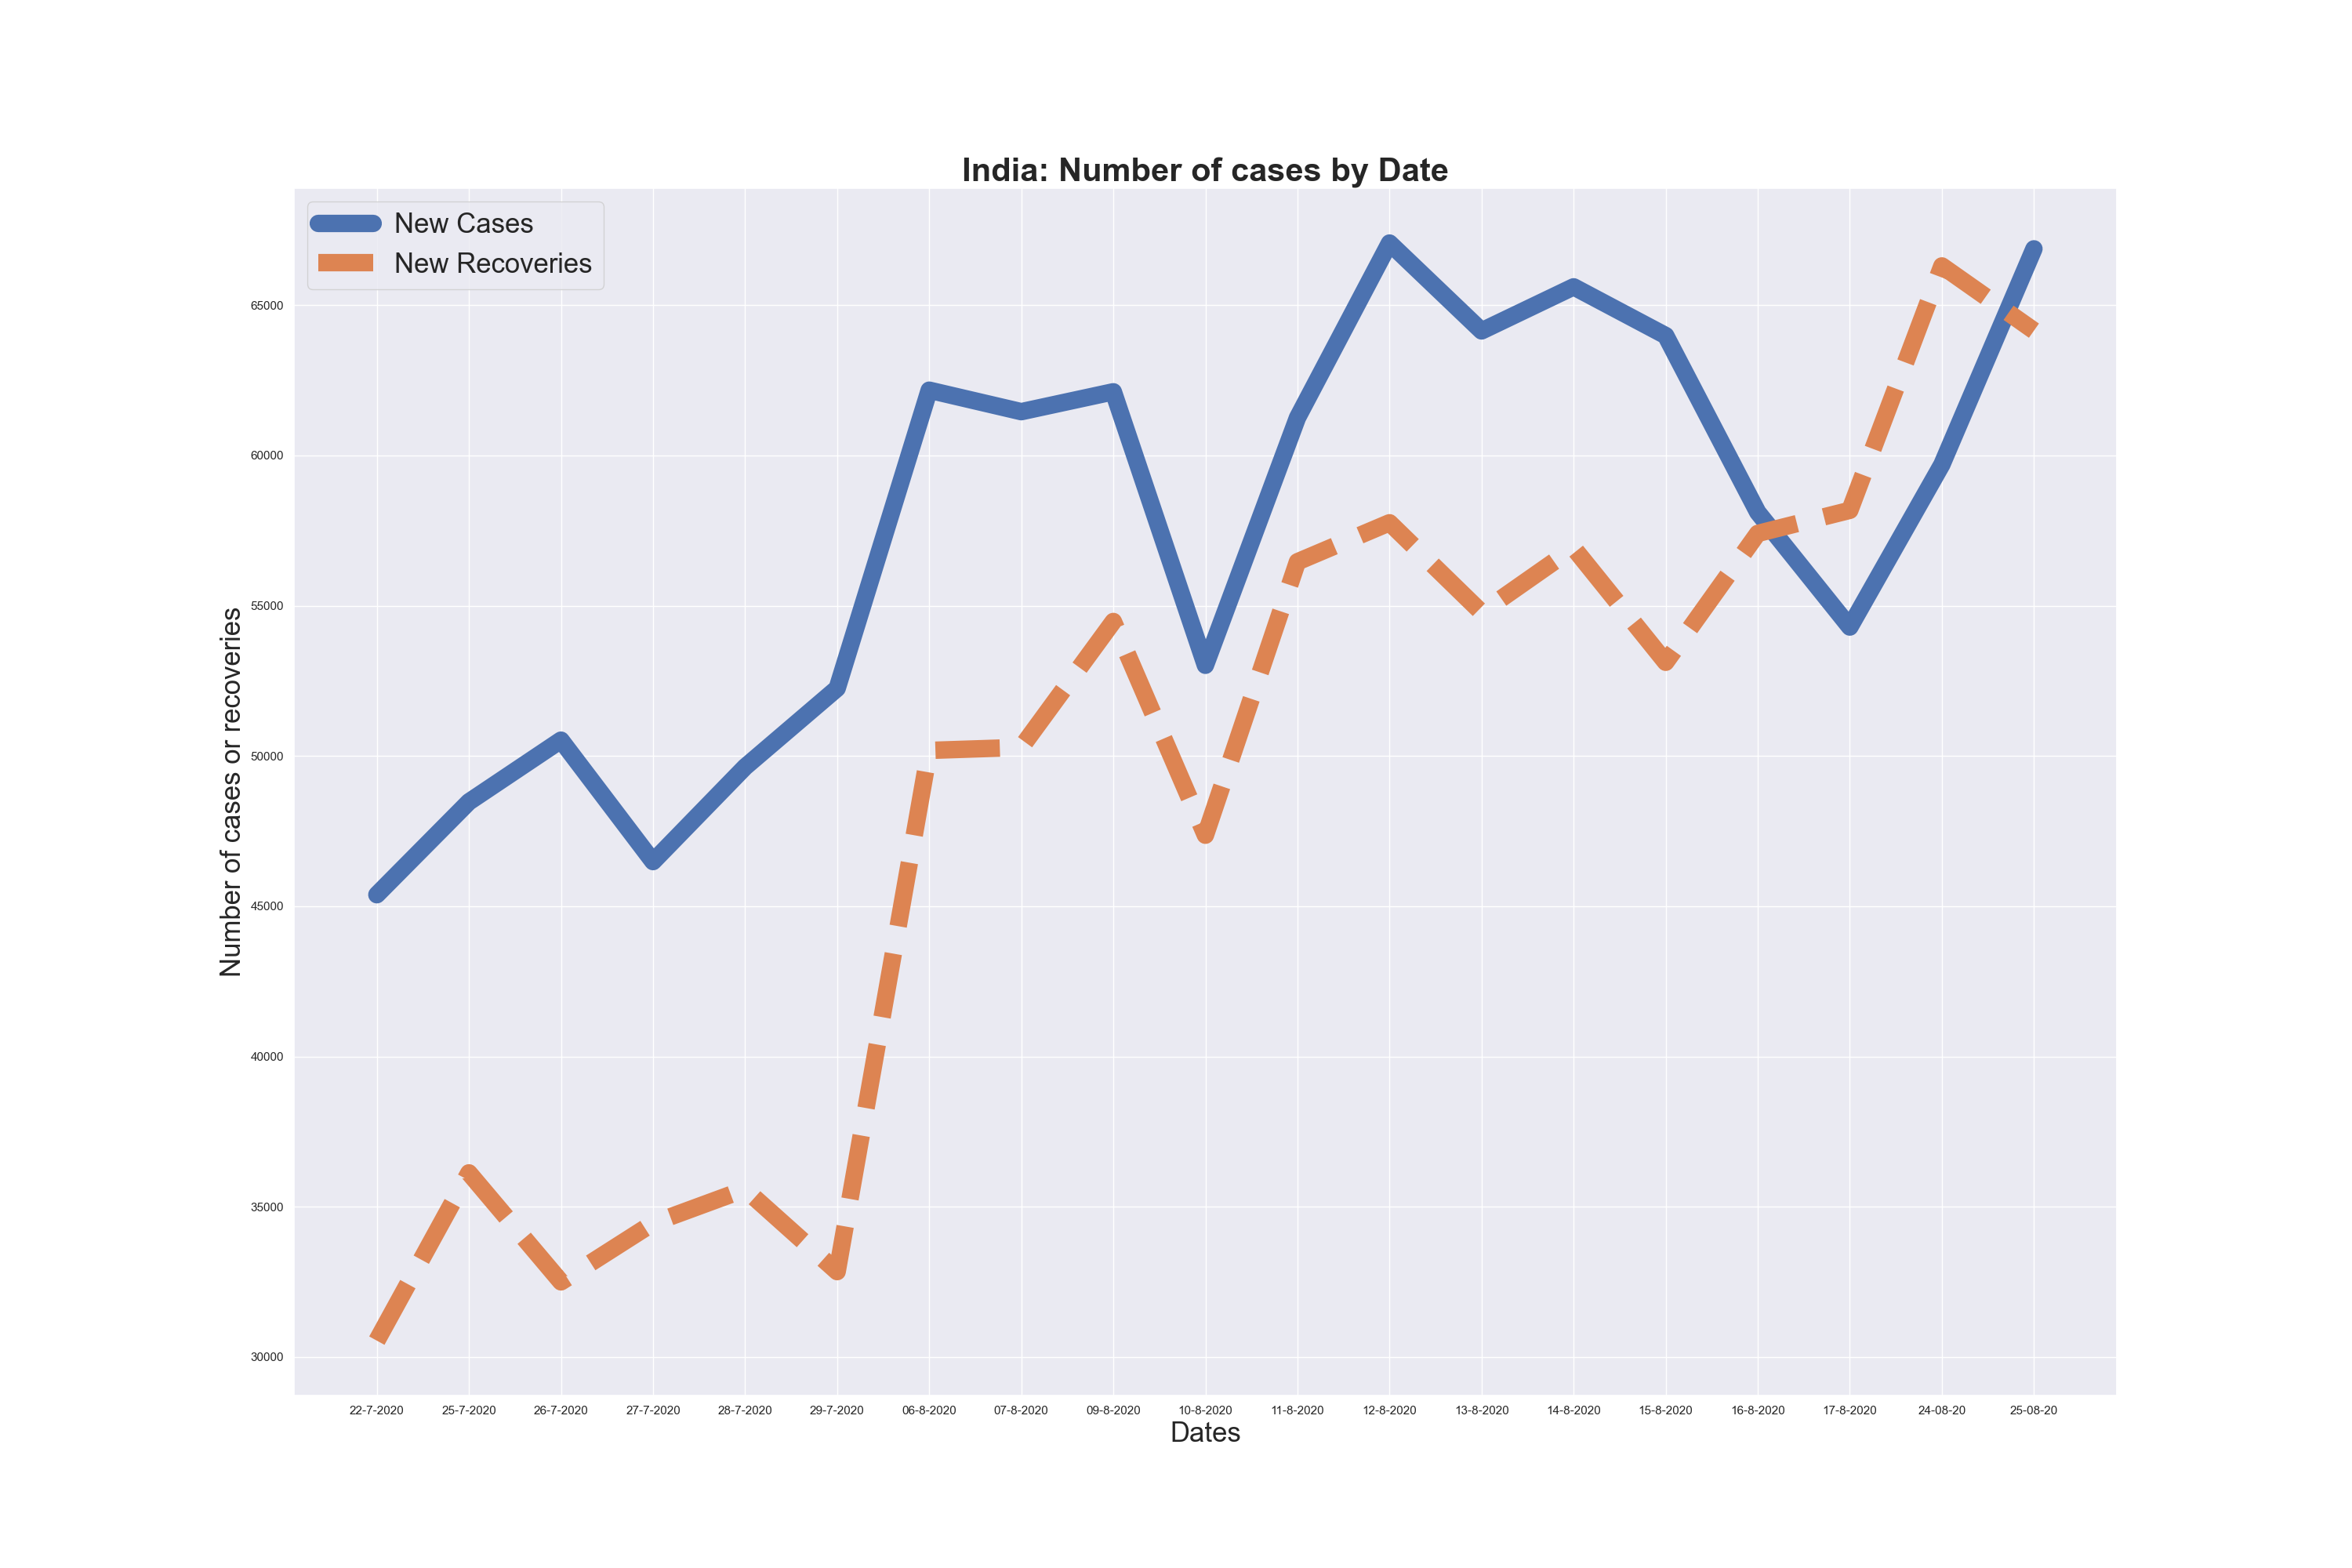 India: Number of cases by Date
New Cases
New Recoveries
65000
60000
55000
50000
45000
40000
35000
30000
Number of cases or recoveries
22-7-2020 25-7-2020 26-7-2020 27-7-2020 28-7-2020 29-7-2020 06-8-2020 07-8-2020 09-8-2020 10-8-2020 11-8-2020 12-8-2020 13-8-2020 14-8-2020 15-8-2020 16-8-2020 17-8-2020 24-08-20 25-08-20
Dates